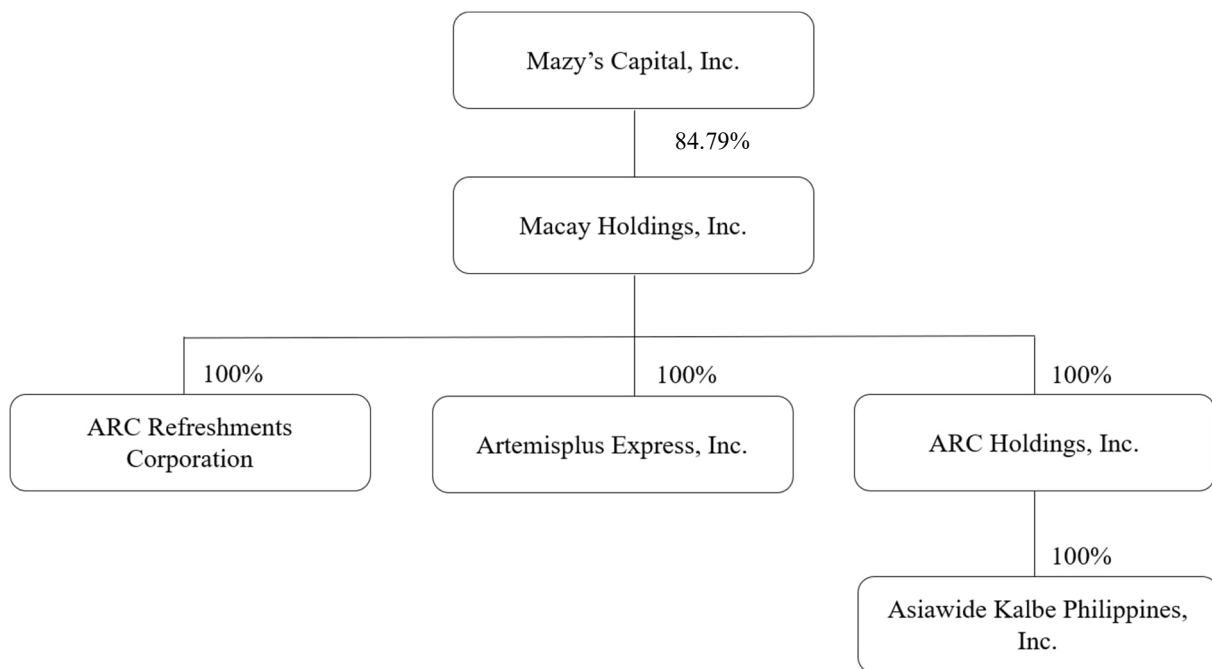 Mazy's Capital, Inc.
84.79%
Macay Holdings, Inc.
100%
100%
100%
ARC Refreshments
Corporation
Artemisplus Express, Inc.
ARC Holdings, Inc.
100%
Asiawide Kalbe Philippines,
Inc.